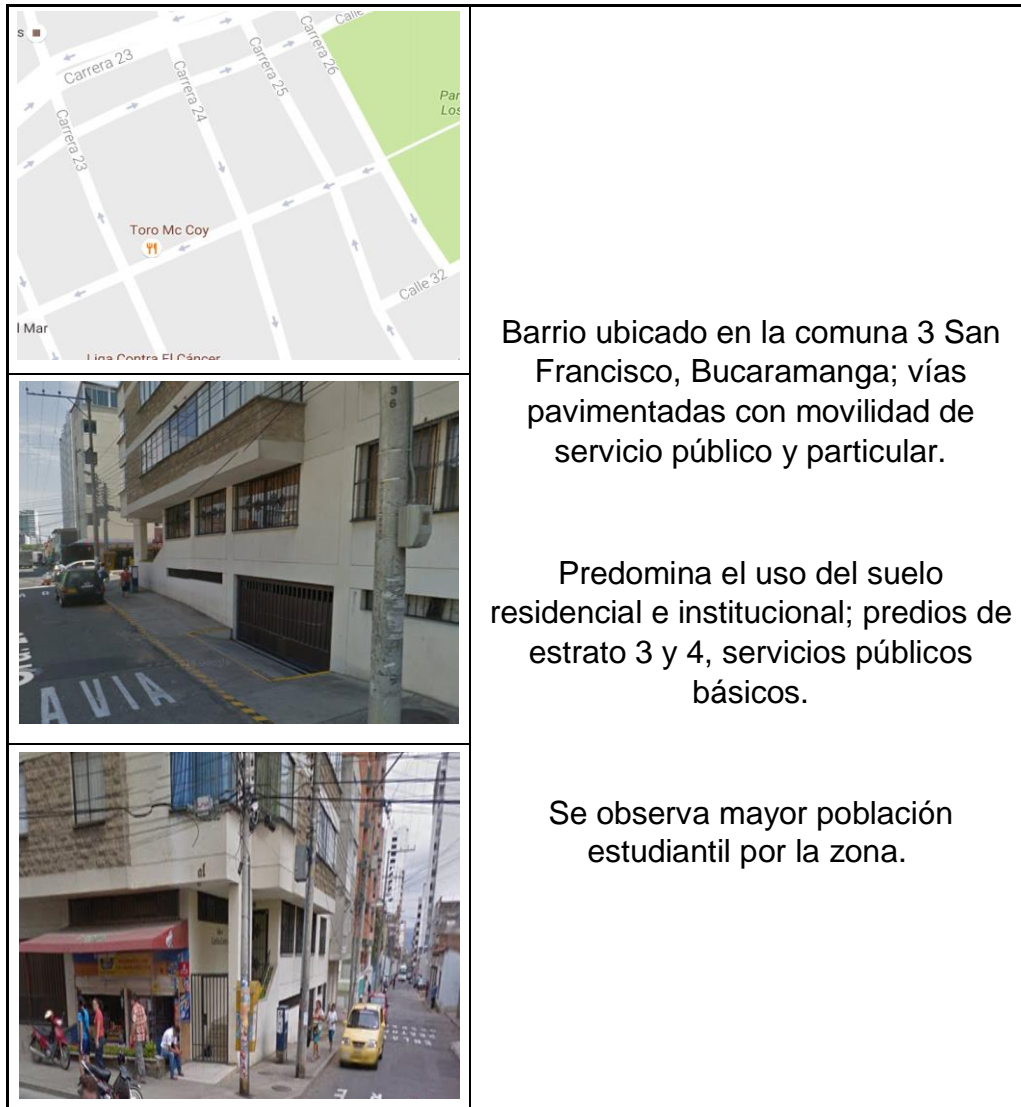 s
Calle
Carrera 23
Carrera 24
Carrera 25
Carrera 26
Par
Los
Carrera 23
Toro Mc Coy
Calle 32
l Mar
Liga Contra El Cáncer
Barrio ubicado en la comuna 3 San
Francisco, Bucaramanga; vías
pavimentadas con movilidad de
servicio público y particular.
36
AVIA
Predomina el uso del suelo
residencial e institucional; predios de
estrato 3 y 4, servicios públicos
básicos.
Se observa mayor población
estudiantil por la zona.